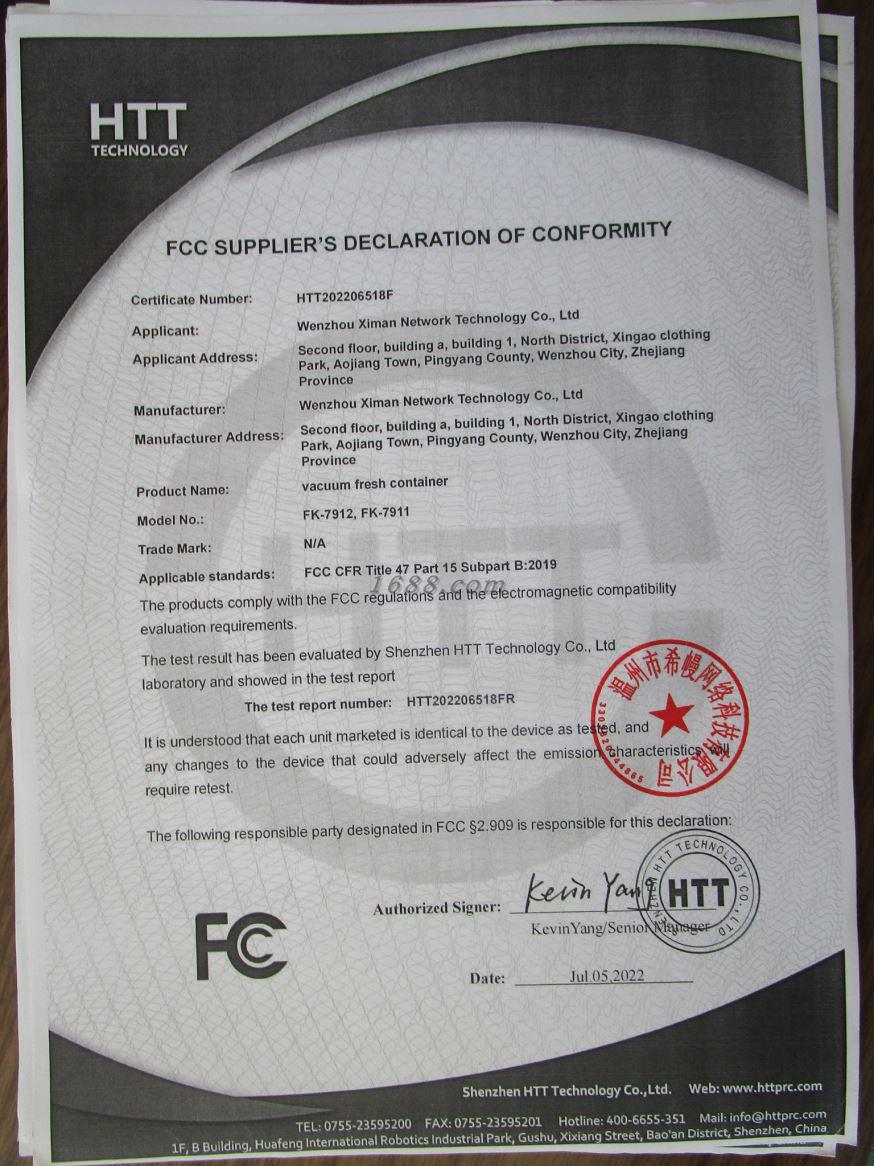 HTT
TECHNOLOGY
FCC SUPPLIER'S DECLARATION OF CONFORMITY
Certificate Number: HTT202206518F
Applicant: Wenzhou Ximan Network Technology Co., Ltd
Applicant Address: Second floor, building a, building 1, North District, Xingao clothing
Park, Aojiang Town, Pingyang County, Wenzhou City, Zhejiang
Province
Manufacturer: Wenzhou Ximan Network Technology Co., Ltd
Manufacturer Address: Second floor, building a, building 1, North District, Xingao clothing
Park, Aojiang Town, Pingyang County, Wenzhou City, Zhejiang
Province
Product Name: vacuum fresh container
Model No.: FK-7912, FK-7911
Trade Mark: N/A
HTT
Applicable standards: FCC CFR Title 47 Part 15 Subpart B:2019
1688.com
The products comply with the FCC regulations and the electromagnetic compatibility
evaluation requirements.
The test result has been evaluated by Shenzhen HTT Technology Co., Ltd
laboratory and showed in the test report
The test report number: HTT202206518FR
温州市希幔网络科技有限公司
It is understood that each unit marketed is identical to the device as tested, and
any changes to the device that could adversely affect the emission characteristics will
require retest.
The following responsible party designated in FCC §2.909 is responsible for this declaration:
SHENZHEN HTT TECHNOLOGY CO., LTD
HTT
Authorized Signer: Kevin Yang
KevinYang/Senior Manager
FC
Date: Jul.05,2022
Shenzhen HTT Technology Co.,Ltd. Web: www.httprc.com
TEL: 0755-23595200 FAX: 0755-23595201 Hotline: 400-6655-351 Mail: info@httprc.com
1F, B Building, Huafeng International Robotics Industrial Park, Gushu, Xixiang Street, Bao'an District, Shenzhen, China